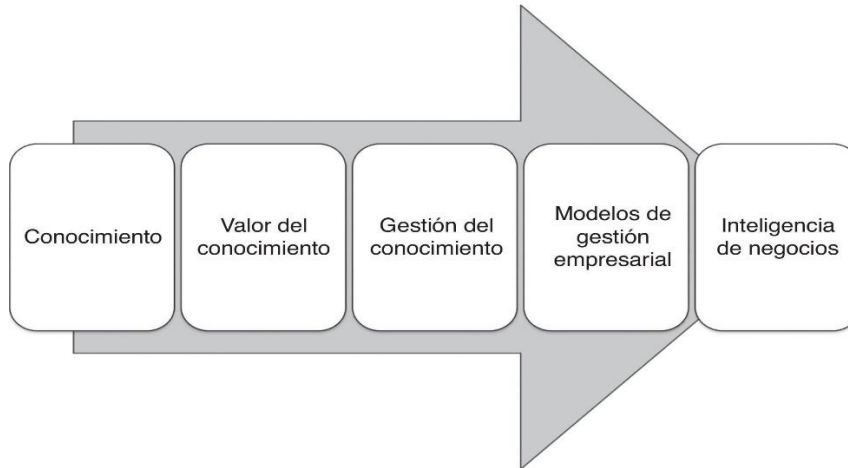 Conocimiento
Valor del
conocimiento
Gestión del
conocimiento
Modelos de
gestión
empresarial
Inteligencia
de negocios